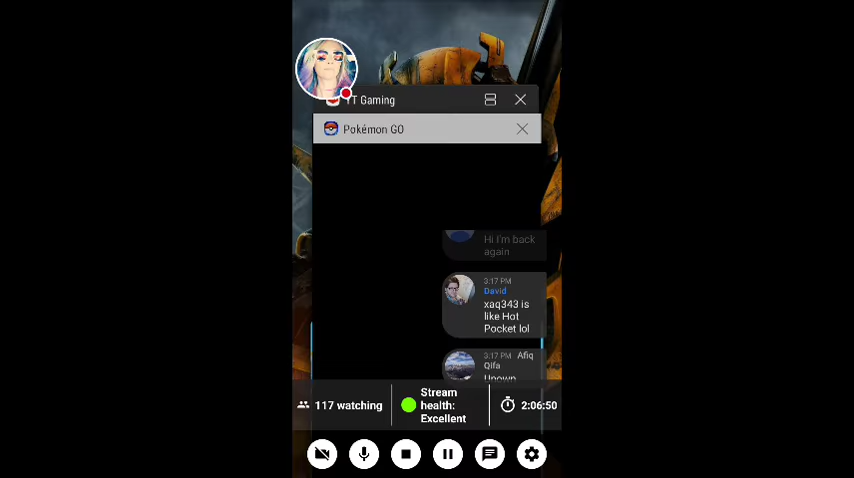 YT Gaming
Pokémon GO
Hi I'm back
again
3:17 PM
David
xaq343 is
like Hot
Pocket lol
3:17 PM Afiq
Qifa
Unown
117 watching
Stream
health:
Excellent
2:06:50